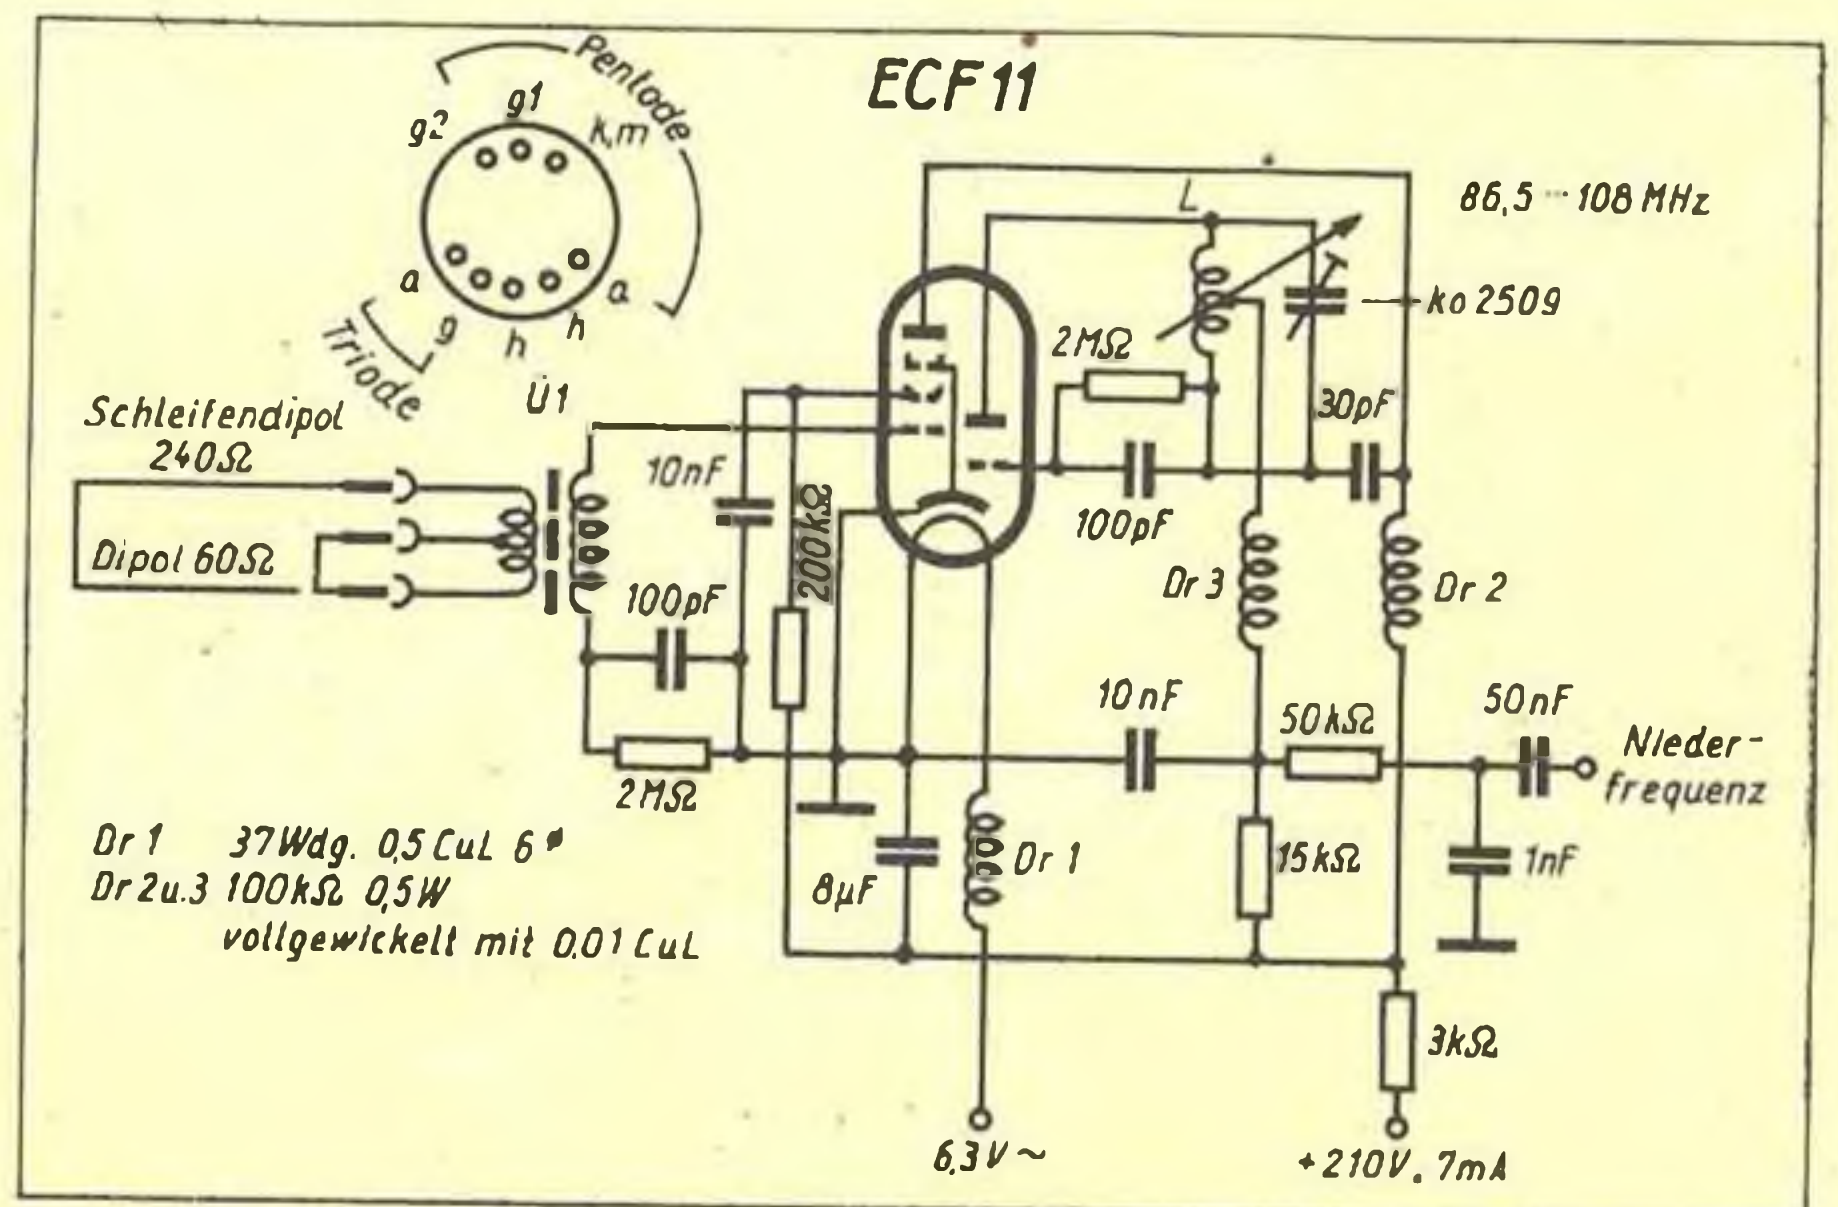 ECF11
Pentode
g1
g2
k,m
a
a
g
h
h
Triode
86,5 ··· 108 MHz
L
ko 2509
2MΩ
30pF
Ü1
Schleifendipol
240Ω
10nF
200kΩ
100pF
Dipol 60Ω
100pF
Dr 3
Dr 2
10nF
50kΩ
50nF
Nieder-
frequenz
2MΩ
Dr 1 37Wdg. 0,5 CuL 6ø
Dr 2u.3 100kΩ 0,5W
vollgewickelt mit 0.01 CuL
8µF
Dr 1
15kΩ
1nF
3kΩ
6,3V~
+210V. 7mA